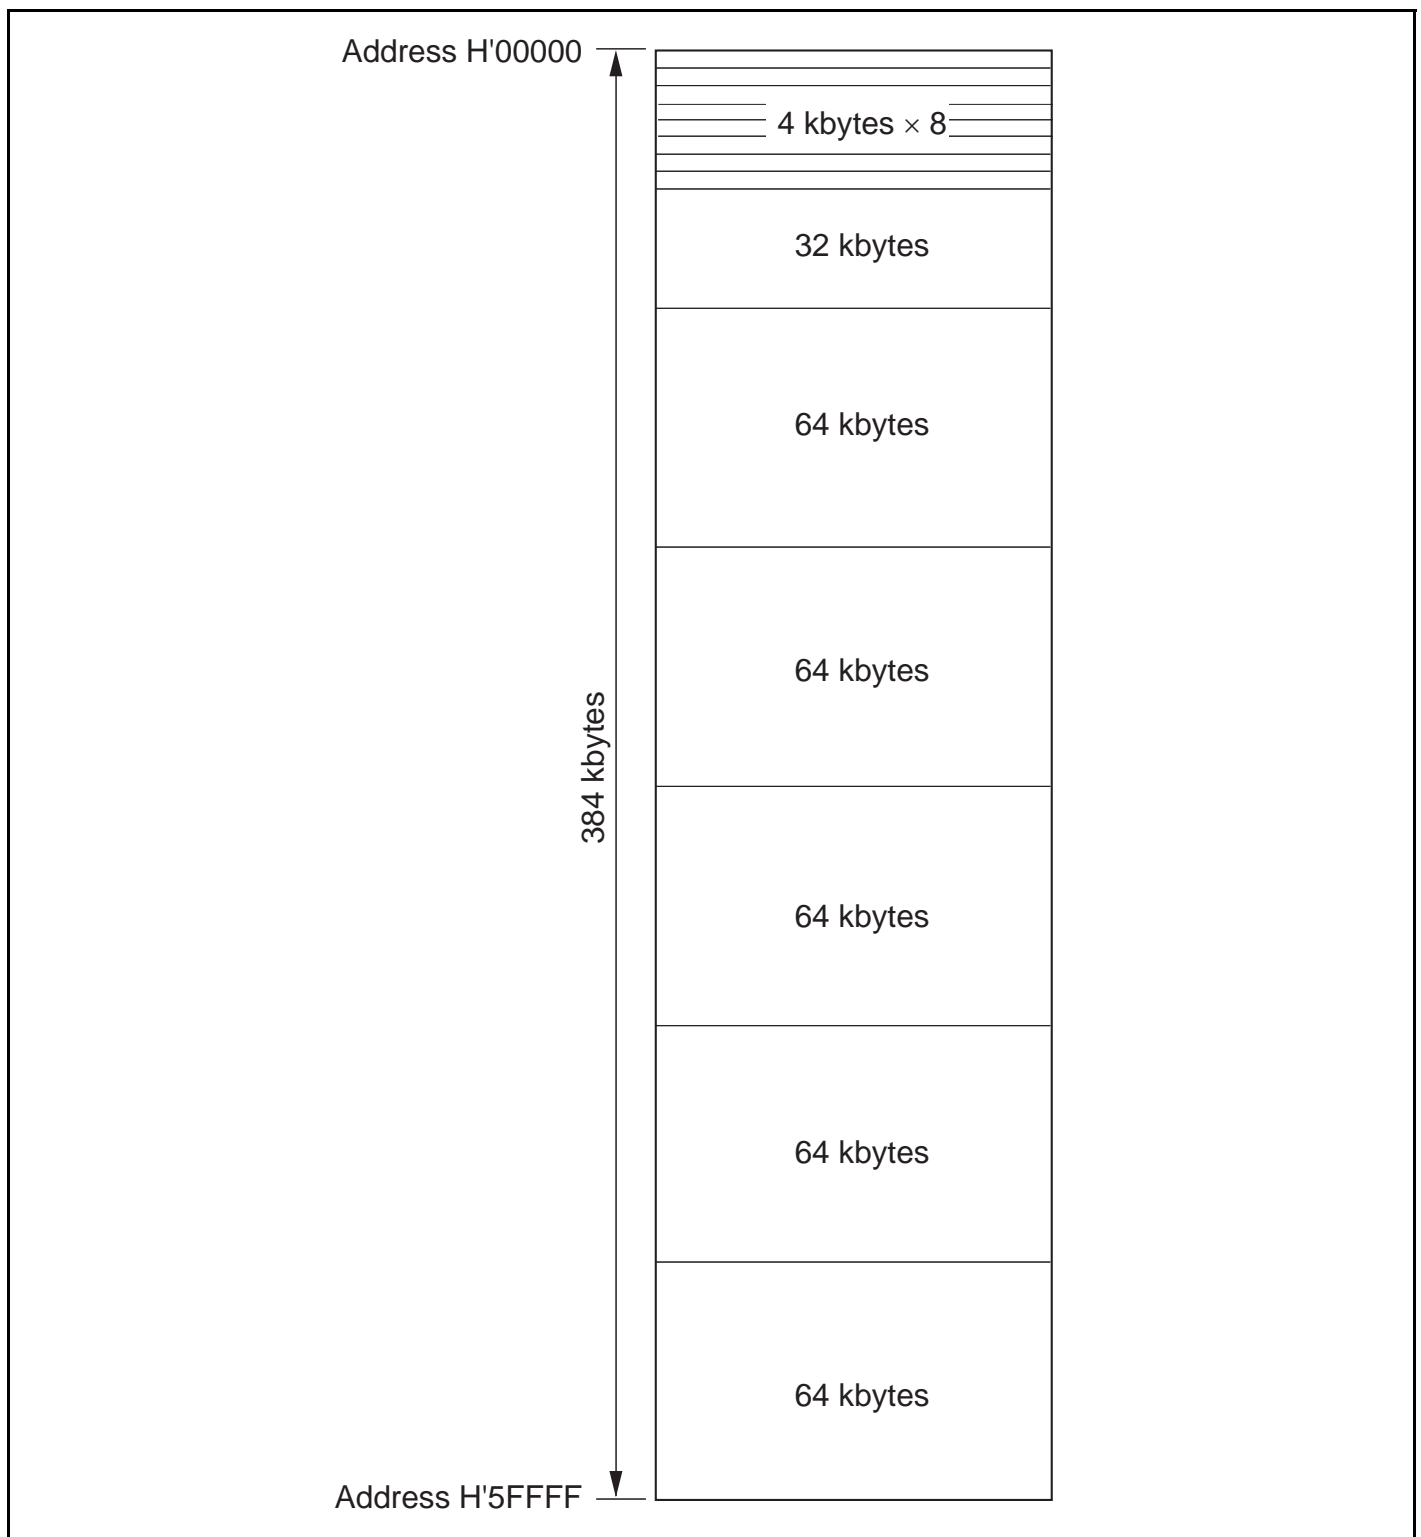 Address H'00000
4 kbytes × 8
32 kbytes
64 kbytes
64 kbytes
384 kbytes
64 kbytes
64 kbytes
64 kbytes
Address H'5FFFF